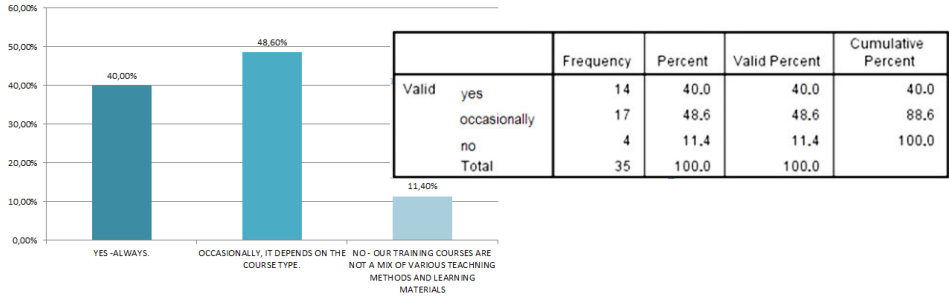 60,00%
50,00%
40,00%
30,00%
20,00%
10,00%
0,00%
40,00%
48,60%
11,40%
YES -ALWAYS.
OCCASIONALLY, IT DEPENDS ON THE
COURSE TYPE.
NO - OUR TRAINING COURSES ARE
NOT A MIX OF VARIOUS TEACHNING
METHODS AND LEARNING
MATERIALS
Frequency Percent Valid Percent Cumulative Percent
Valid yes 14 40.0 40.0 40.0
occasionally 17 48.6 48.6 88.6
no 4 11.4 11.4 100.0
Total 35 100.0 100.0